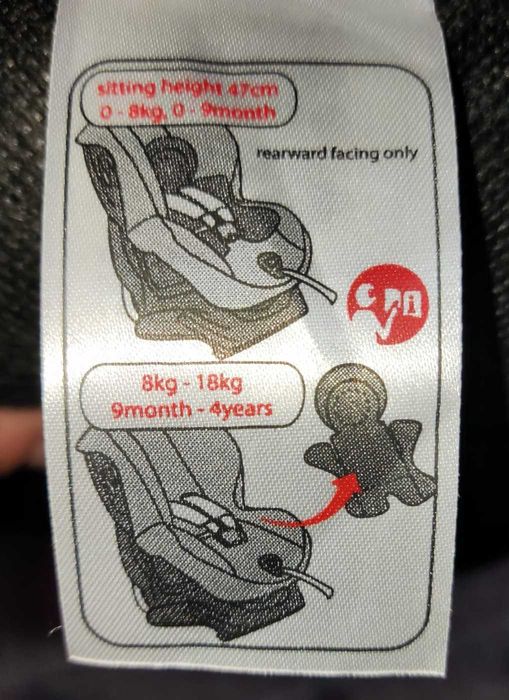 sitting height 47cm
0 - 8kg, 0 - 9month
rearward facing only
8kg - 18kg
9month - 4years